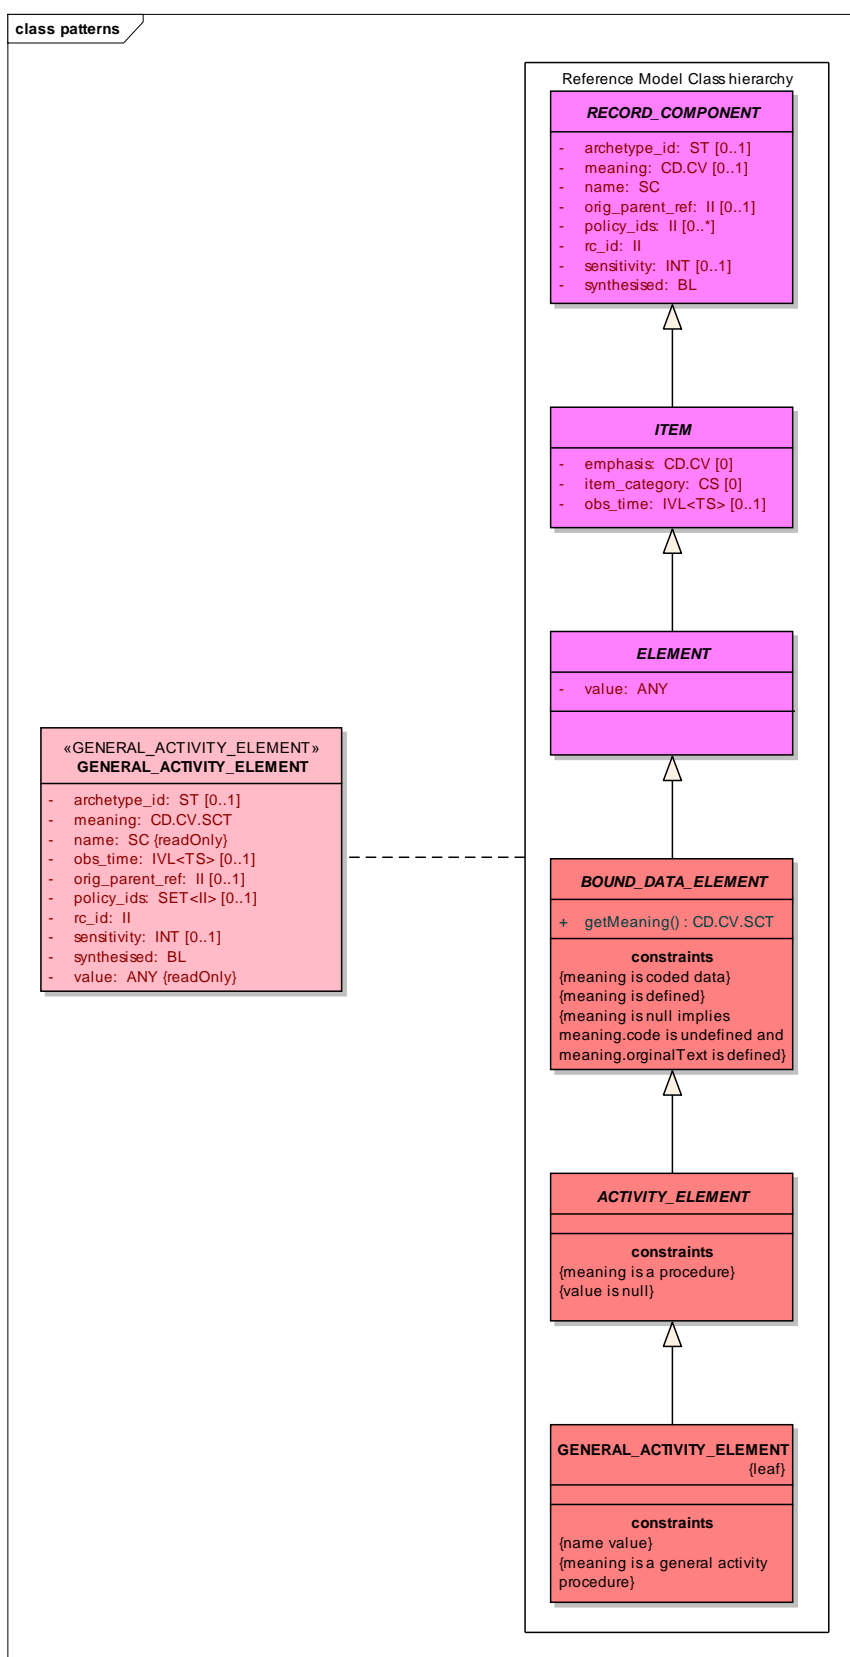 class patterns
Reference Model Class hierarchy
RECORD_COMPONENT
- archetype_id: ST [0..1]
- meaning: CD.CV [0..1]
- name: SC
- orig_parent_ref: II [0..1]
- policy_ids: II [0..*]
- rc_id: II
- sensitivity: INT [0..1]
- synthesised: BL
ITEM
- emphasis: CD.CV [0]
- item_category: CS [0]
- obs_time: IVL<TS> [0..1]
ELEMENT
- value: ANY
«GENERAL_ACTIVITY_ELEMENT»
GENERAL_ACTIVITY_ELEMENT
- archetype_id: ST [0..1]
- meaning: CD.CV.SCT
- name: SC {readOnly}
- obs_time: IVL<TS> [0..1]
- orig_parent_ref: II [0..1]
- policy_ids: SET<II> [0..1]
- rc_id: II
- sensitivity: INT [0..1]
- synthesised: BL
- value: ANY {readOnly}
BOUND_DATA_ELEMENT
+ getMeaning() : CD.CV.SCT
constraints
{meaning is coded data}
{meaning is defined}
{meaning is null implies
meaning.code is undefined and
meaning.orginalText is defined}
ACTIVITY_ELEMENT
constraints
{meaning is a procedure}
{value is null}
GENERAL_ACTIVITY_ELEMENT
{leaf}
constraints
{name value}
{meaning is a general activity
procedure}